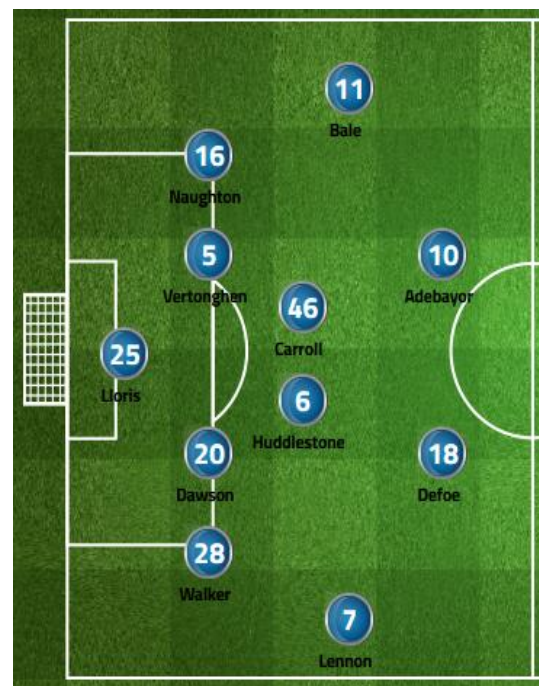 11
Bale
16
Naughton
5
Vertonghen
10
Adebayor
46
Carroll
25
Lloris
6
Huddlestone
20
Dawson
18
Defoe
28
Walker
7
Lennon